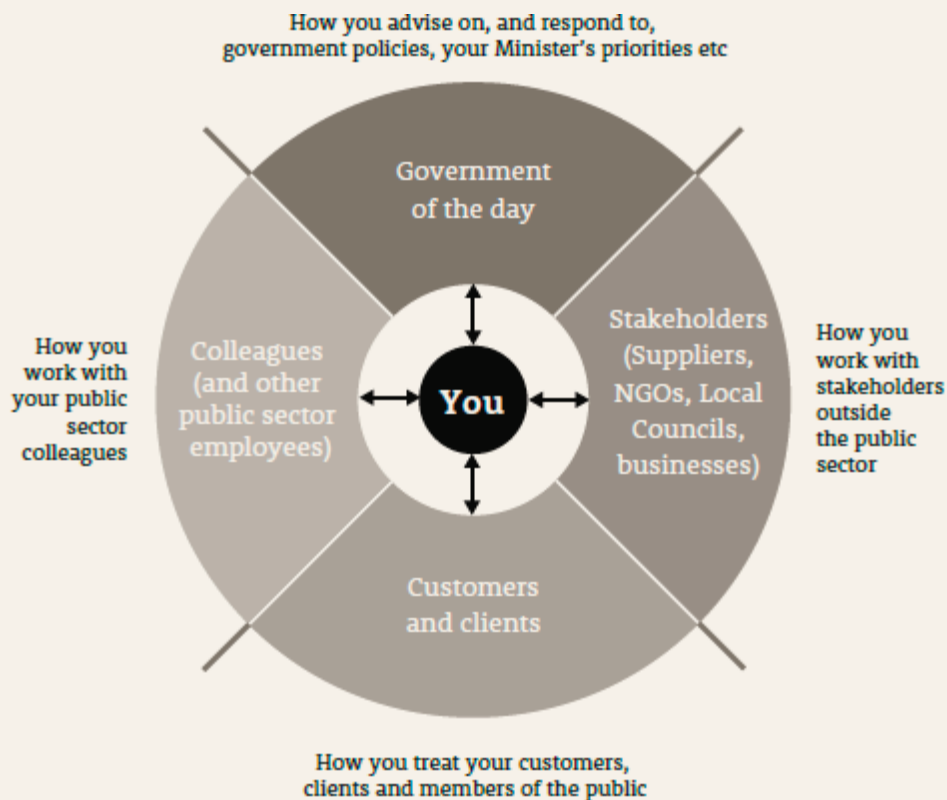 How you advise on, and respond to,
government policies, your Minister's priorities etc
Government
of the day
How you
work with
your public
sector
colleagues
Colleagues
(and other
public sector
employees)
You
Stakeholders
(Suppliers,
NGOs, Local
Councils,
businesses)
How you
work with
stakeholders
outside
the public
sector
Customers
and clients
How you treat your customers,
clients and members of the public